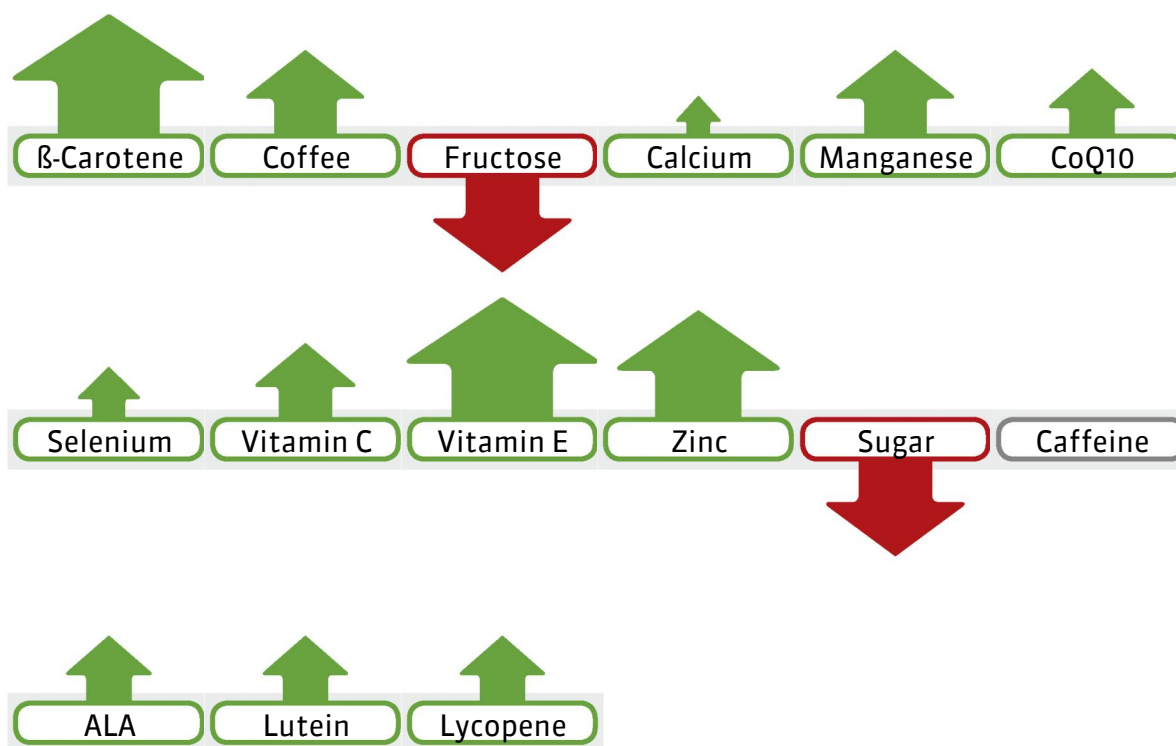 ß-Carotene Coffee Fructose Calcium Manganese CoQ10
Selenium Vitamin C Vitamin E Zinc Sugar Caffeine
ALA Lutein Lycopene